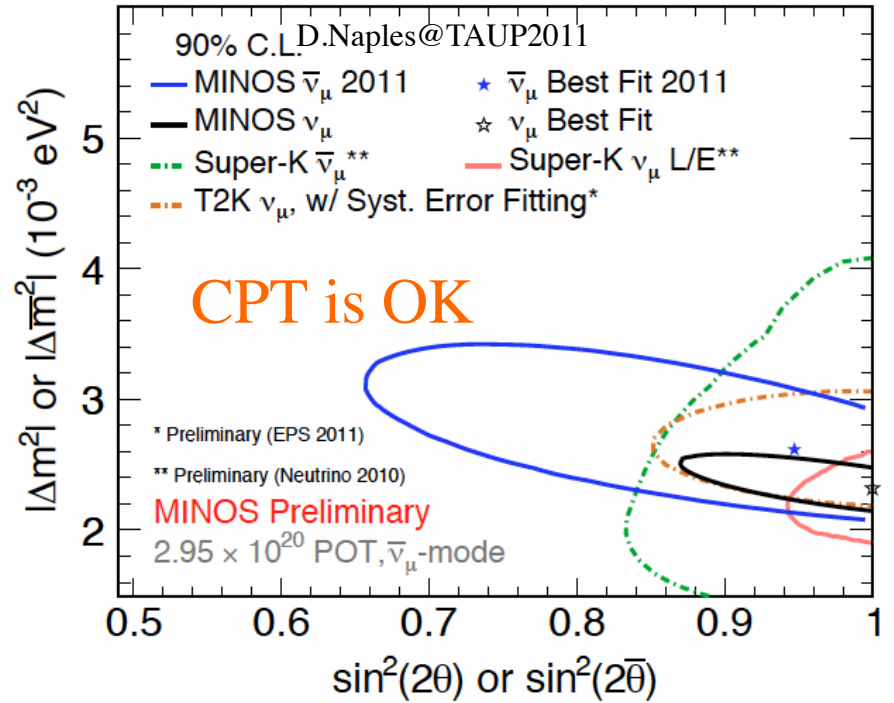 D.Naples@TAUP2011
90% C.L.
MINOS ν̅μ 2011
ν̅μ Best Fit 2011
MINOS νμ
νμ Best Fit
Super-K ν̅μ**
Super-K νμ L/E**
T2K νμ, w/ Syst. Error Fitting*
CPT is OK
* Preliminary (EPS 2011)
** Preliminary (Neutrino 2010)
MINOS Preliminary
2.95 × 10²⁰ POT, ν̅μ-mode
|Δm²| or |Δm̅²| (10⁻³ eV²)
5
4
3
2
0.5 0.6 0.7 0.8 0.9 1
sin²(2θ) or sin²(2θ̅)